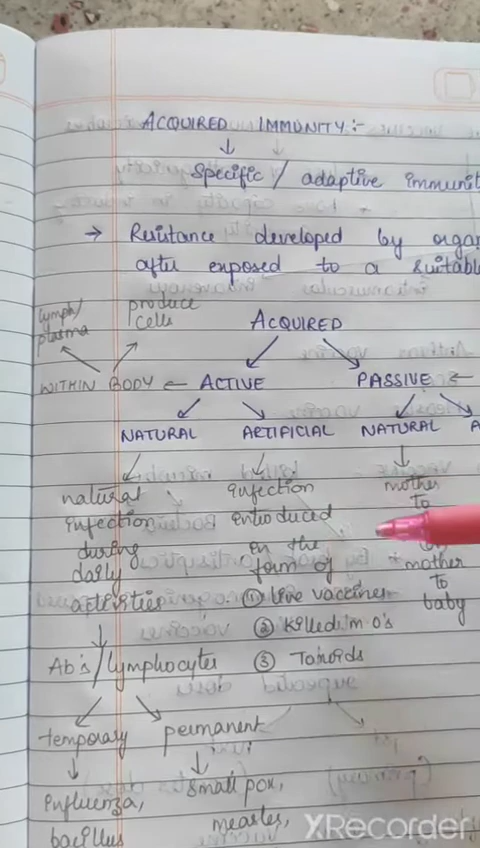 ACQUIRED IMMUNITY :-
Specific / adaptive immunit
→ Resistance developed by organ
after exposed to a suitable
lymph/ produce
plasma cells ACQUIRED
WITHIN BODY ← ACTIVE PASSIVE ←
NATURAL ARTIFICIAL NATURAL A
natural infection mother
infection introduced to
during in the
daily form of mother
activities ① live vaccines to
② Killed m o's baby
Ab's / lymphocytes ③ Toxoids
temporary permanent
influenza, Small pox,
bacillus measles,
XRecorder